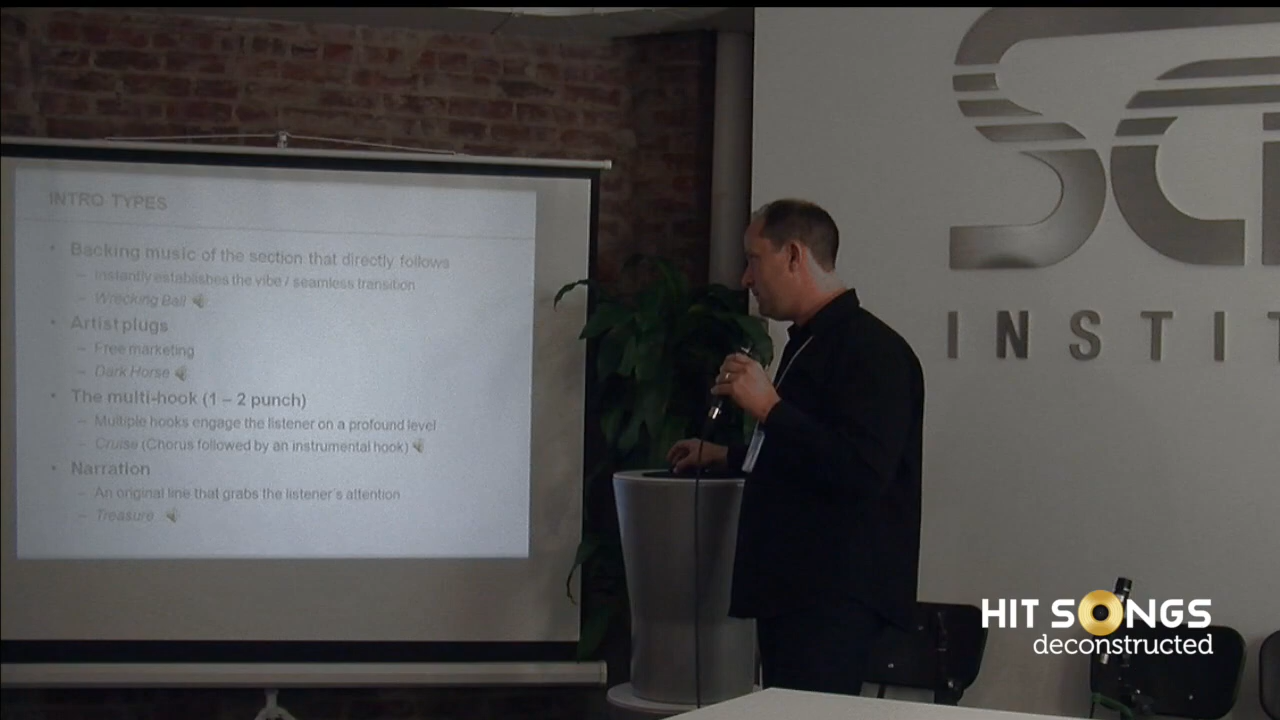 INTRO TYPES
• Backing music of the section that directly follows
– Instantly establishes the vibe / seamless transition
– Wrecking Ball
• Artist plugs
– Free marketing
– Dark Horse
• The multi-hook (1 – 2 punch)
– Multiple hooks engage the listener on a profound level
– Cruise (Chorus followed by an instrumental hook)
• Narration
– An original line that grabs the listener's attention
– Treasure
INSTIT
HIT SONGS
deconstructed